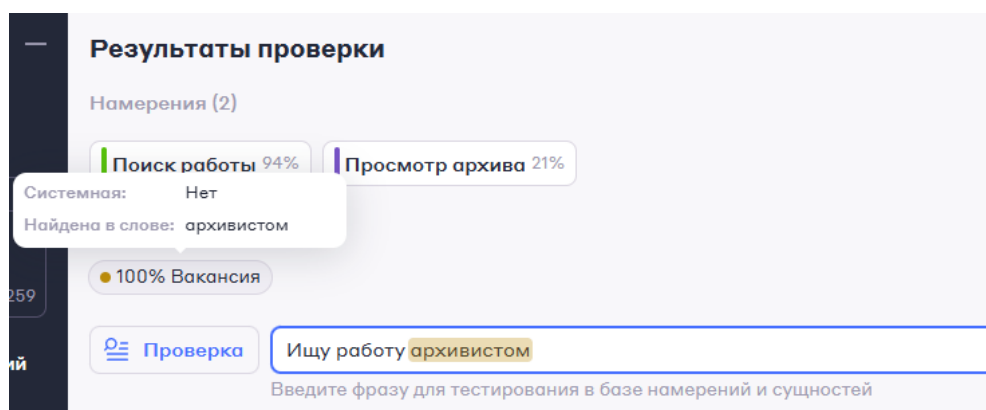 Результаты проверки
Намерения (2)
Поиск работы 94% Просмотр архива 21%
Системная: Нет
Найдена в слове: архивистом
100% Вакансия
259
Проверка Ищу работу архивистом
ий
Введите фразу для тестирования в базе намерений и сущностей